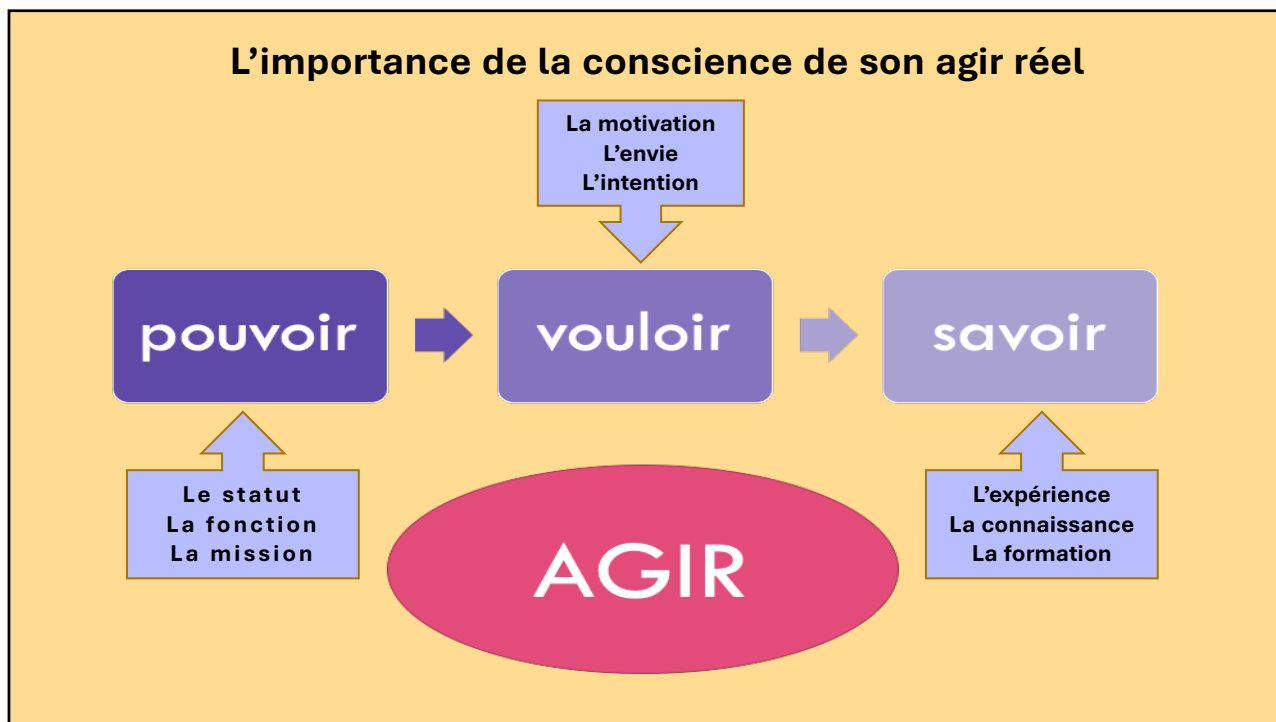 L’importance de la conscience de son agir réel
La motivation
L’envie
L’intention
pouvoir
vouloir
savoir
Le statut
La fonction
La mission
AGIR
L’expérience
La connaissance
La formation